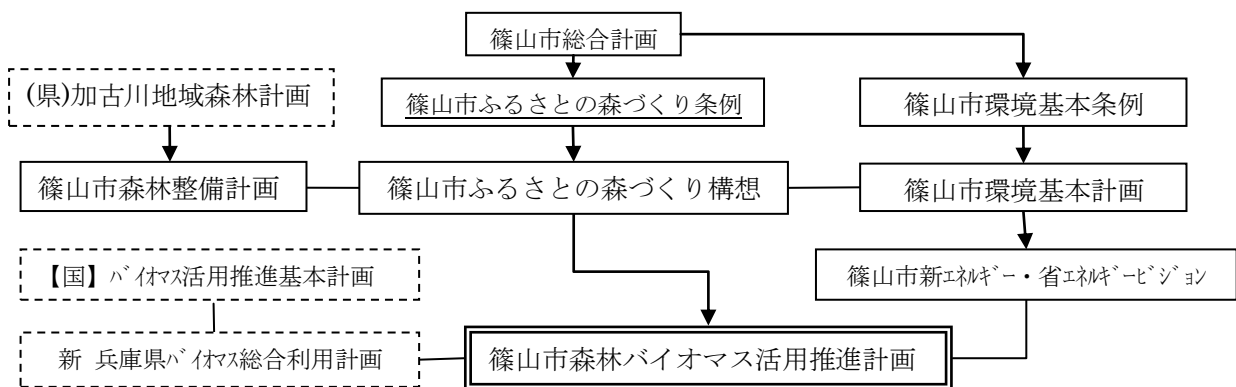 篠山市総合計画
(県)加古川地域森林計画
篠山市ふるさとの森づくり条例
篠山市環境基本条例
篠山市森林整備計画
篠山市ふるさとの森づくり構想
篠山市環境基本計画
【国】ﾊﾞｲｵﾏｽ活用推進基本計画
篠山市新ｴﾈﾙｷﾞｰ・省ｴﾈﾙｷﾞｰﾋﾞｼﾞｮﾝ
新 兵庫県ﾊﾞｲｵﾏｽ総合利用計画
篠山市森林バイオマス活用推進計画